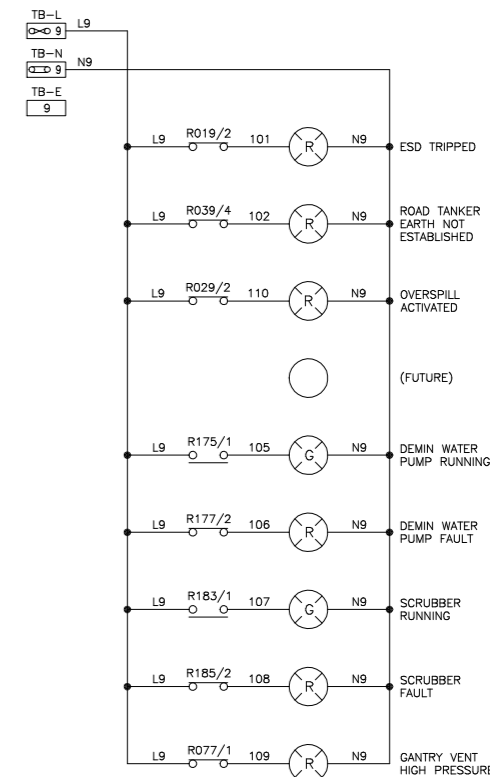 TB-L
9 L9
TB-N
9 N9
TB-E
9
L9 R019/2 101 R N9 ESD TRIPPED
L9 R039/4 102 R N9 ROAD TANKER
EARTH NOT
ESTABLISHED
L9 R029/2 110 R N9 OVERSPILL
ACTIVATED
(FUTURE)
L9 R175/1 105 G N9 DEMIN WATER
PUMP RUNNING
L9 R177/2 106 R N9 DEMIN WATER
PUMP FAULT
L9 R183/1 107 G N9 SCRUBBER
RUNNING
L9 R185/2 108 R N9 SCRUBBER
FAULT
L9 R077/1 109 R N9 GANTRY VENT
HIGH PRESSURE